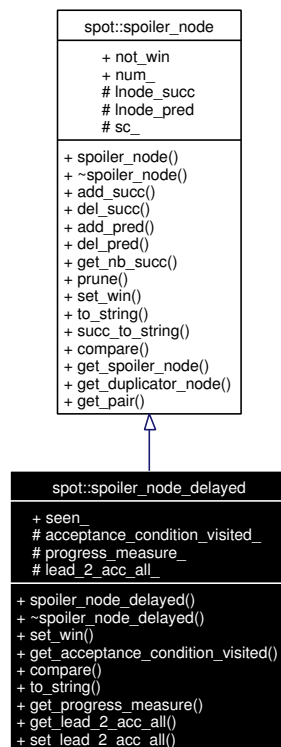 spot::spoiler_node
+ not_win
+ num_
# lnode_succ
# lnode_pred
# sc_
+ spoiler_node()
+ ~spoiler_node()
+ add_succ()
+ del_succ()
+ add_pred()
+ del_pred()
+ get_nb_succ()
+ prune()
+ set_win()
+ to_string()
+ succ_to_string()
+ compare()
+ get_spoiler_node()
+ get_duplicator_node()
+ get_pair()
spot::spoiler_node_delayed
+ seen_
# acceptance_condition_visited_
# progress_measure_
# lead_2_acc_all_
+ spoiler_node_delayed()
+ ~spoiler_node_delayed()
+ set_win()
+ get_acceptance_condition_visited()
+ compare()
+ to_string()
+ get_progress_measure()
+ get_lead_2_acc_all()
+ set_lead_2_acc_all()